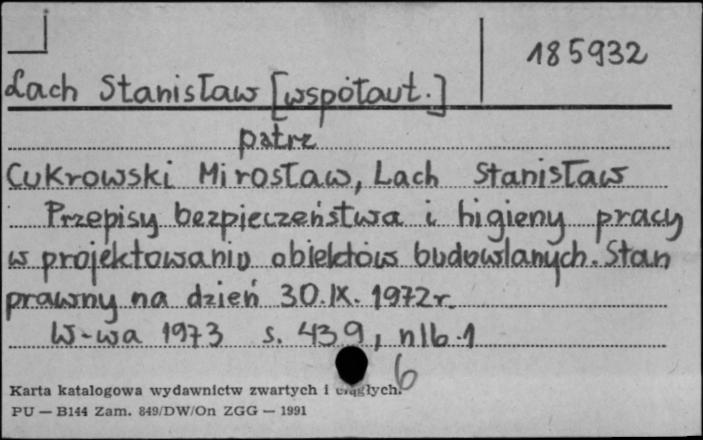 185932
Lach Stanisław [współaut.]
patrz
Cukrowski Mirosław, Lach Stanisław
Przepisy bezpieczeństwa i higieny pracy
w projektowaniu obiektów budowlanych. Stan
prawny na dzień 30.IX.1972r.
W-wa 1973 s. 439, nlb.1
6
Karta katalogowa wydawnictw zwartych i ciągłych.
PU — B144 Zam. 849/DW/On ZGG — 1991